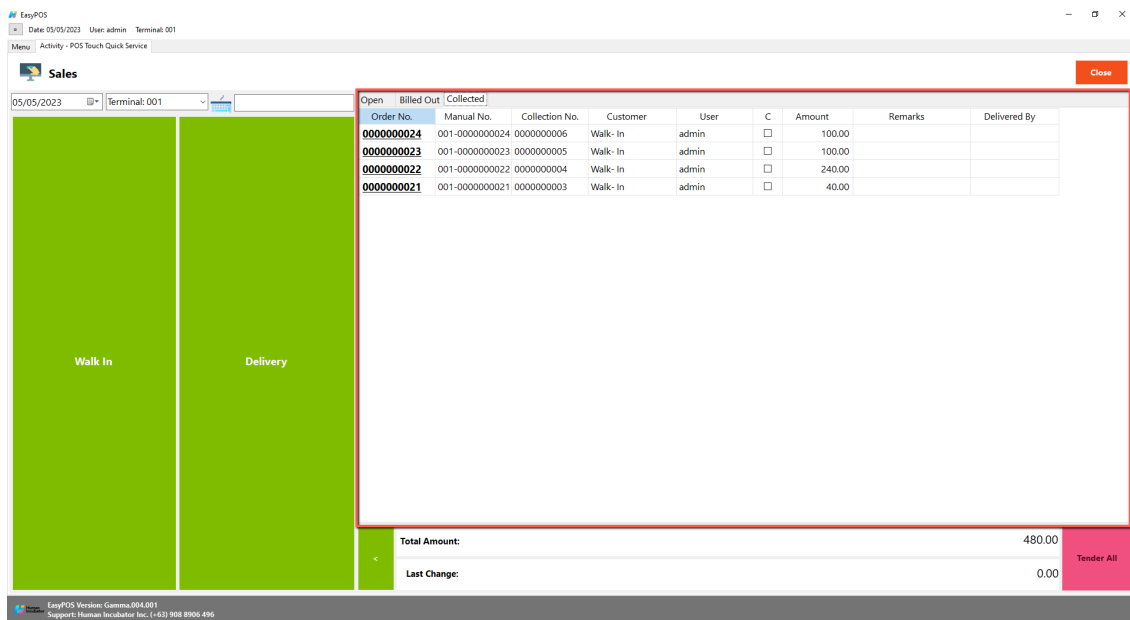 EasyPOS
Date: 05/05/2023 User: admin Terminal: 001
Menu Activity - POS Touch Quick Service
Sales
Close
05/05/2023 Terminal: 001
Open Billed Out Collected
Order No. Manual No. Collection No. Customer User C Amount Remarks Delivered By
0000000024 001-0000000024 0000000006 Walk- In admin 100.00
0000000023 001-0000000023 0000000005 Walk- In admin 100.00
0000000022 001-0000000022 0000000004 Walk- In admin 240.00
0000000021 001-0000000021 0000000003 Walk- In admin 40.00
Walk In
Delivery
< Total Amount: 480.00
Last Change: 0.00
Tender All
Human Incubator
EasyPOS Version: Gamma.004.001
Support: Human Incubator Inc. (+63) 908 8906 496